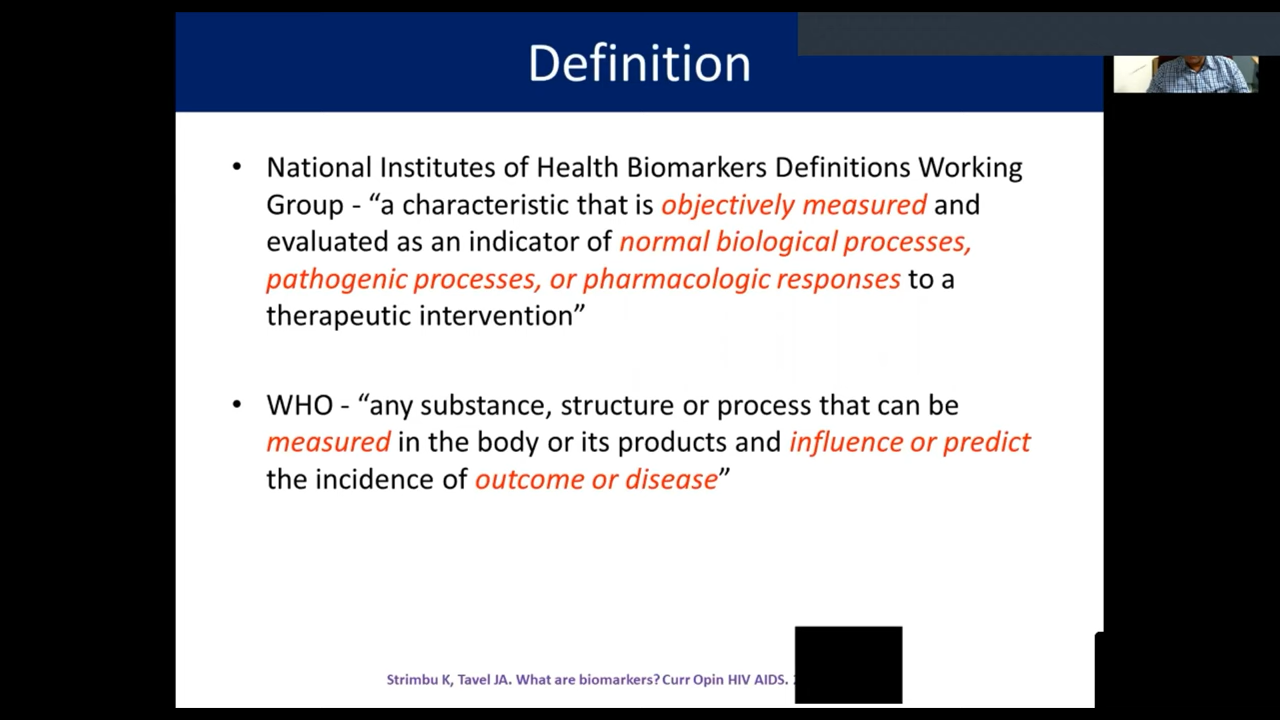 Definition
• National Institutes of Health Biomarkers Definitions Working
Group - “a characteristic that is objectively measured and
evaluated as an indicator of normal biological processes,
pathogenic processes, or pharmacologic responses to a
therapeutic intervention”
• WHO - “any substance, structure or process that can be
measured in the body or its products and influence or predict
the incidence of outcome or disease”
Strimbu K, Tavel JA. What are biomarkers? Curr Opin HIV AIDS.